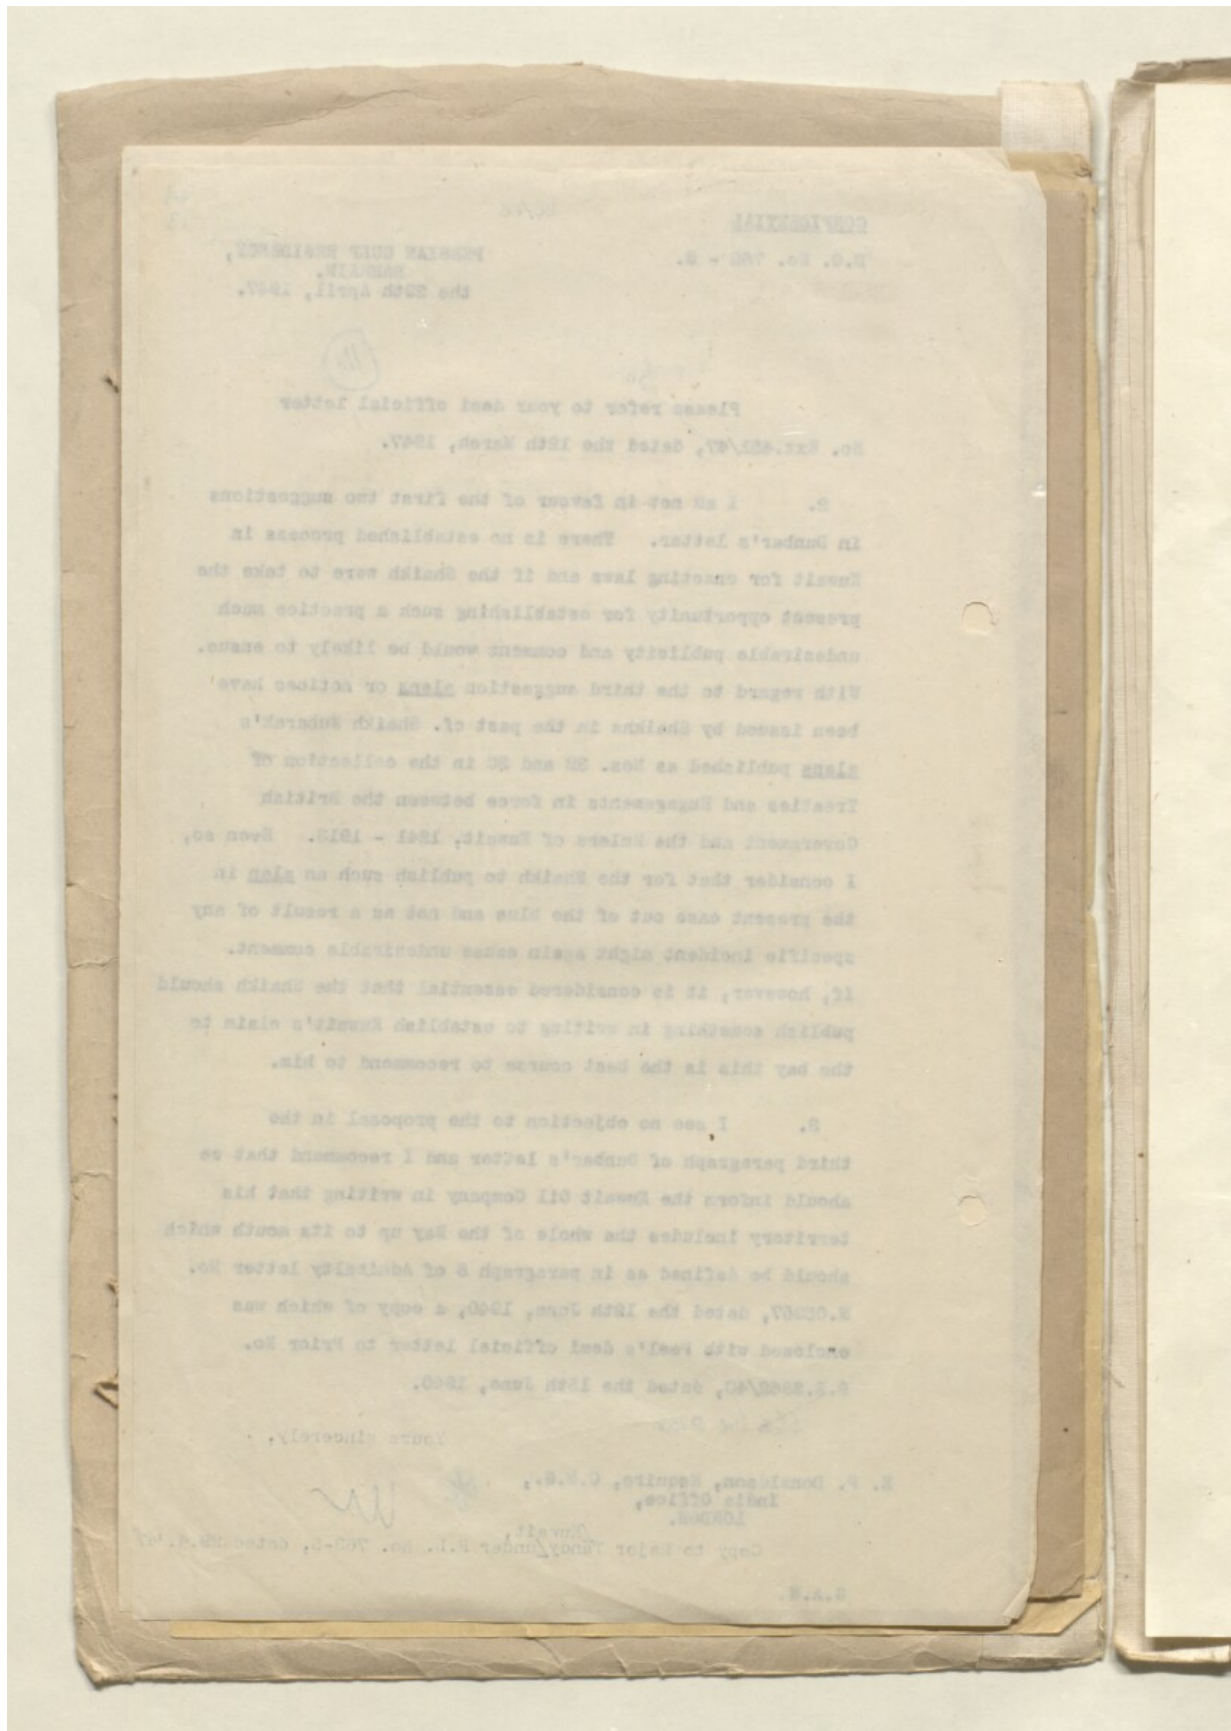 CONFIDENTIAL
D.O. No. 760 - S.
PERSIAN GULF RESIDENCY,
BAHRAIN.
the 29th April, 1947.
Please refer to your demi official letter
No. Ext.451/47, dated the 19th March, 1947.
2. I am not in favour of the first two suggestions
in Dunbar's letter. There is no established process in
Kuwait for enacting laws and if the Shaikh were to take the
present opportunity for establishing such a practice much
undesirable publicity and comment would be likely to ensue.
With regard to the third suggestion alans or notices have
been issued by Shaikhs in the past cf. Shaikh Mubarak's
alans published as Nos. and in the collection of
Treaties and Engagements in force between the British
Government and the Rulers of Kuwait, 1841 - 1913. Even so,
I consider that for the Shaikh to publish such an alan in
the present case out of the blue and not as a result of any
specific incident might again cause undesirable comment.
If, however, it is considered essential that the Shaikh should
publish something in writing to establish Kuwait's claim to
the bay this is the best course to recommend to him.
3. I see no objection to the proposal in the
third paragraph of Dunbar's letter and I recommend that he
should inform the Kuwait Oil Company in writing that his
territory includes the whole of the Bay up to its mouth which
should be defined as in paragraph of Admiralty letter No.
dated the 12th June, 1940, a copy of which was
enclosed with Peel's demi official letter to Prior No.
dated the 15th June, 1940.
Yours sincerely,
E. P. Donaldson, Esquire, C.M.G.,
India Office,
LONDON.
Kuwait,
Copy to Major Tandy/under P.L. No. 763-S, dated 29.4.'47